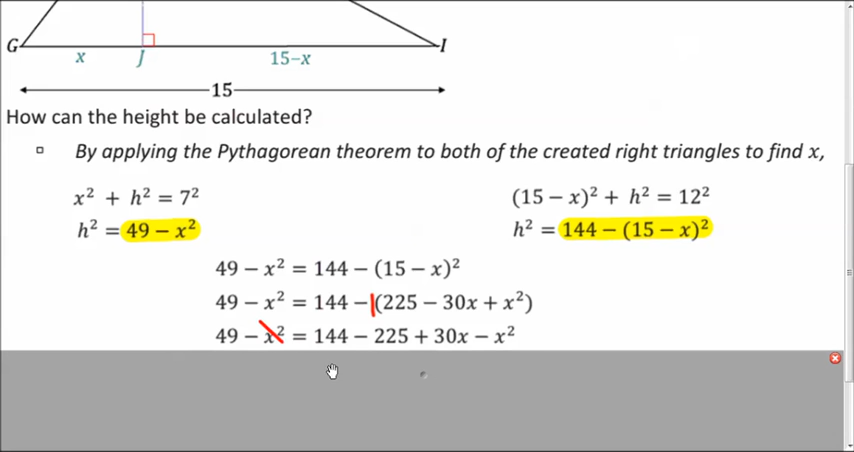 G I
x J 15−x
15
How can the height be calculated?
▫ By applying the Pythagorean theorem to both of the created right triangles to find x,
x² + h² = 7² (15 − x)² + h² = 12²
h² = 49 − x² h² = 144 − (15 − x)²
49 − x² = 144 − (15 − x)²
49 − x² = 144 − (225 − 30x + x²)
49 − x² = 144 − 225 + 30x − x²